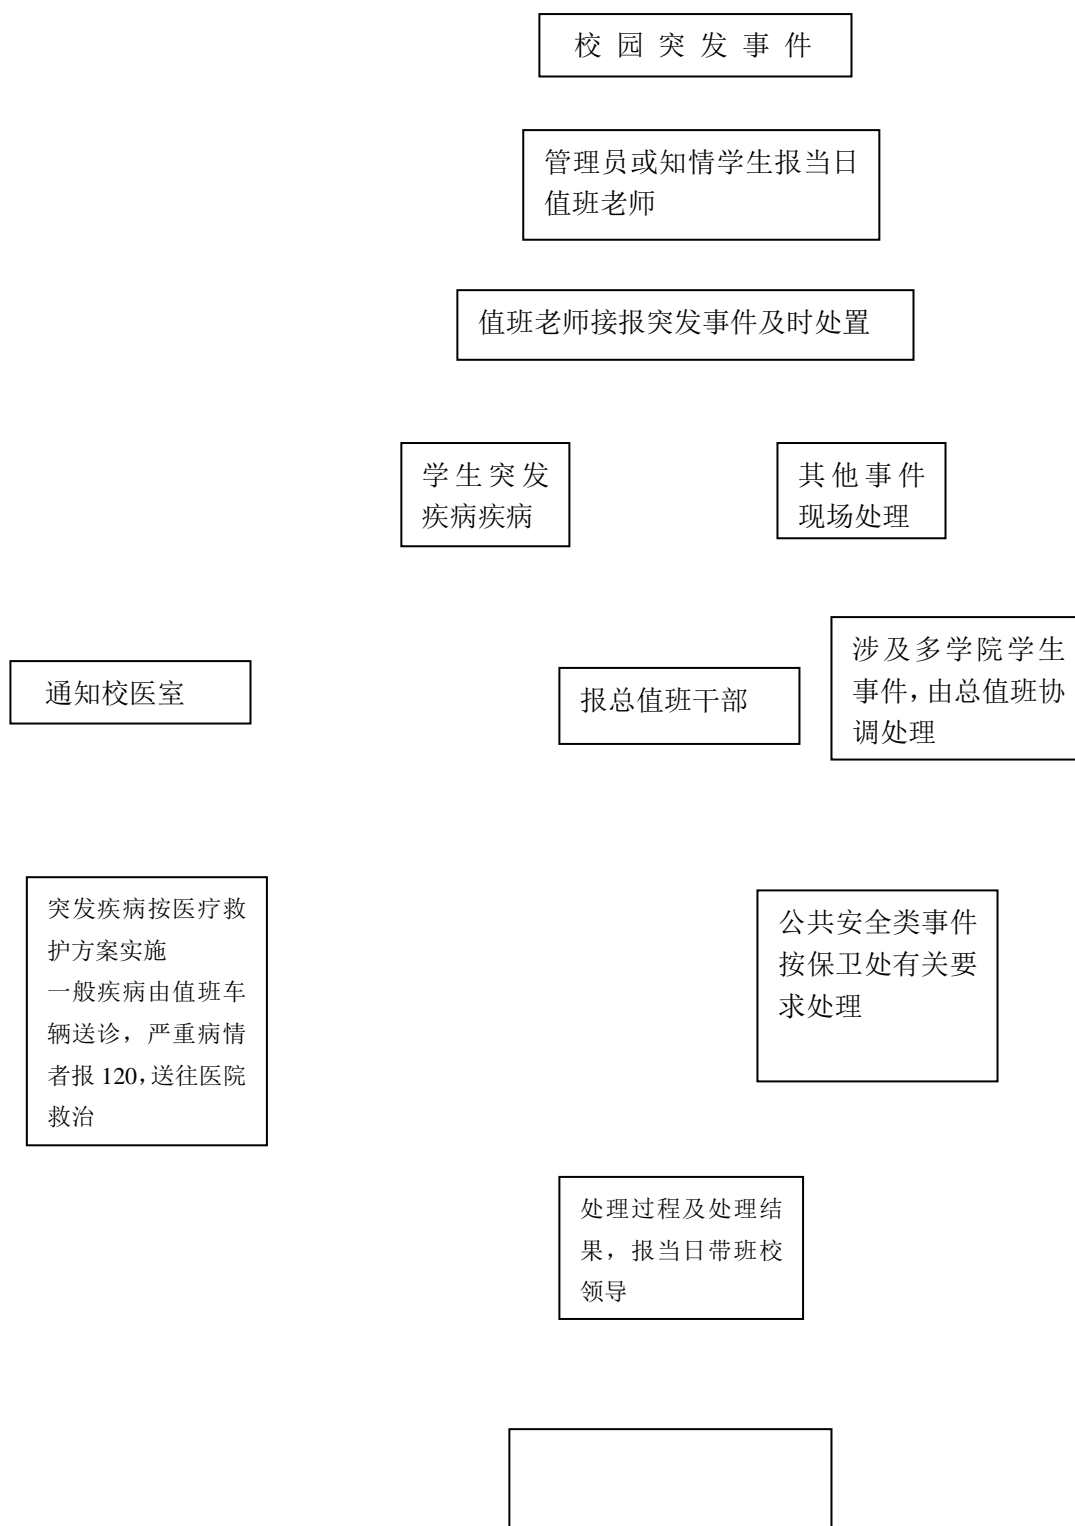 校园突发事件
管理员或知情学生报当日
值班老师
值班老师接报突发事件及时处置
学生突发
疾病疾病
其他事件
现场处理
通知校医室
报总值班干部
涉及多学院学生
事件，由总值班协
调处理
突发疾病按医疗救
护方案实施
一般疾病由值班车
辆送诊，严重病情
者报 120，送往医院
救治
公共安全类事件
按保卫处有关要
求处理
处理过程及处理结
果，报当日带班校
领导